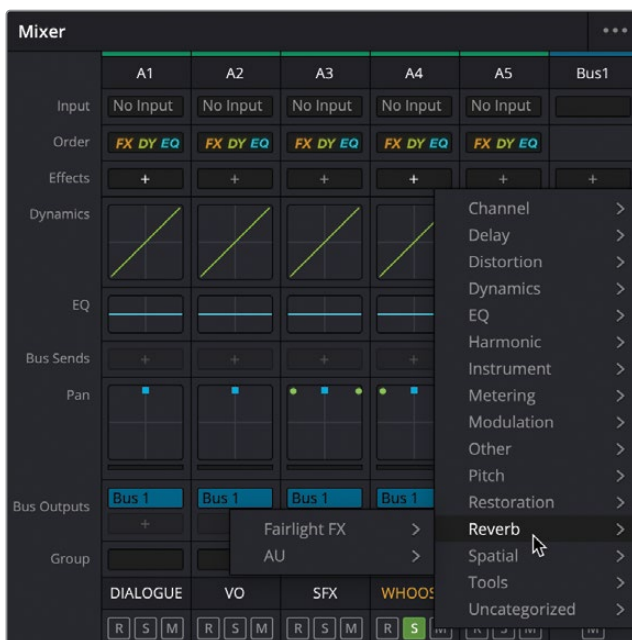 Mixer
A1 A2 A3 A4 A5 Bus1
Input No Input No Input No Input No Input No Input
Order FX DY EQ FX DY EQ FX DY EQ FX DY EQ FX DY EQ
Effects + + + + + +
Dynamics
EQ
Bus Sends + + + +
Pan
Bus Outputs Bus 1 Bus 1 Bus 1 Bus 1
+
Group
DIALOGUE VO SFX WHOOS
R S M R S M R S M R S M R S M M
Channel >
Delay >
Distortion >
Dynamics >
EQ >
Harmonic >
Instrument >
Metering >
Modulation >
Other >
Pitch >
Restoration >
Reverb >
Spatial >
Tools >
Uncategorized >
Fairlight FX >
AU >